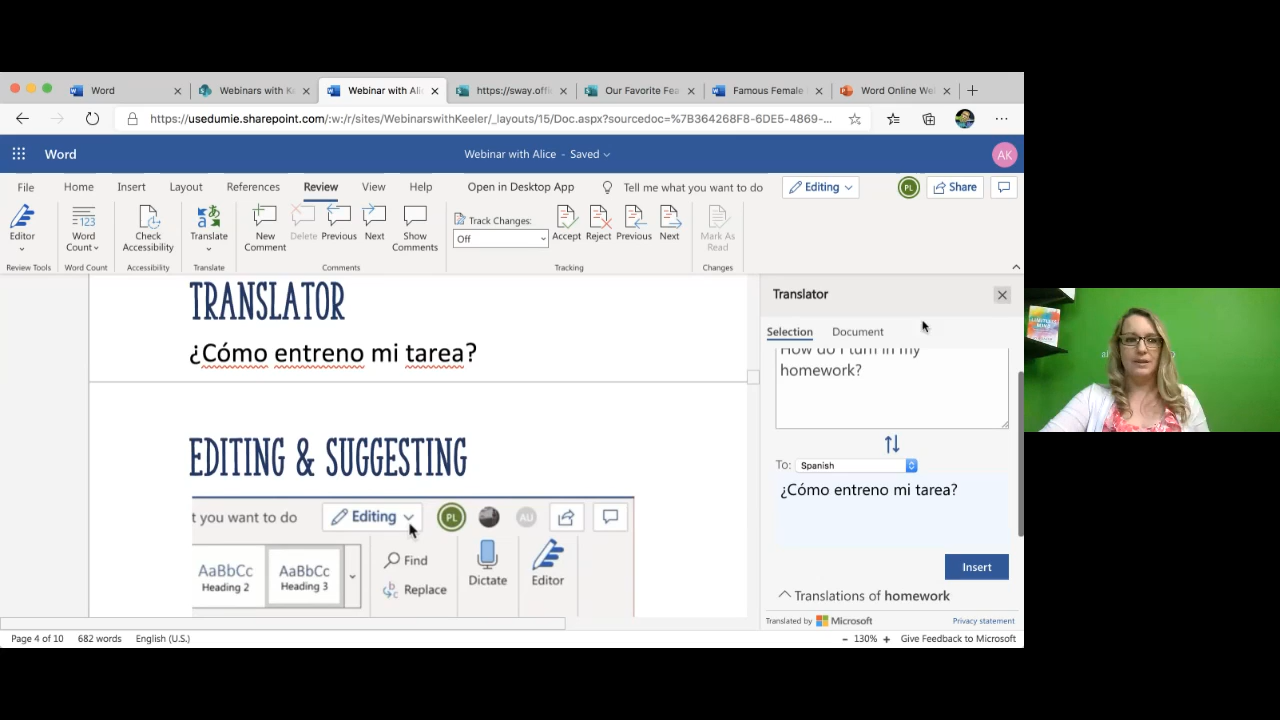 Word
Webinars with K
Webinar with Ali
https://sway.offi
Our Favorite Fea
Famous Female
Word Online We
https://usedumie.sharepoint.com/:w:/r/sites/WebinarswithKeeler/_layouts/15/Doc.aspx?sourcedoc=%7B364268F8-6DE5-4869-...
Word
Webinar with Alice - Saved
AK
File Home Insert Layout References Review View Help Open in Desktop App Tell me what you want to do Editing PL Share
Editor
Word Count
Check Accessibility
Translate
New Comment
Delete
Previous
Next
Show Comments
Track Changes:
Off
Accept
Reject
Previous
Next
Mark As Read
Review Tools Word Count Accessibility Translate Comments Tracking Changes
TRANSLATOR
¿Cómo entreno mi tarea?
EDITING & SUGGESTING
t you want to do Editing PL AU
AaBbCc
Heading 2
AaBbCc
Heading 3
Find
Replace
Dictate
Editor
Translator
Selection Document
How do I turn in my
homework?
To: Spanish
¿Cómo entreno mi tarea?
Insert
Translations of homework
Translated by Microsoft Privacy statement
Page 4 of 10 682 words English (U.S.) − 130% + Give Feedback to Microsoft